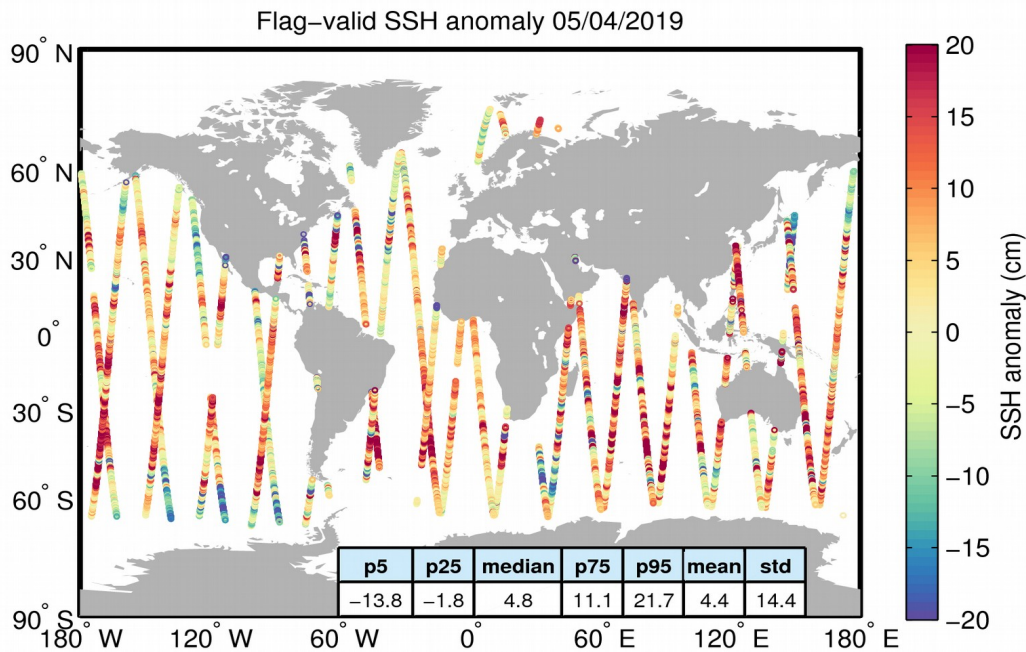 Flag−valid SSH anomaly 05/04/2019
90° N
60° N
30° N
0°
30° S
60° S
90° S
180° W
120° W
60° W
0°
60° E
120° E
180° E
p5 p25 median p75 p95 mean std
−13.8 −1.8 4.8 11.1 21.7 4.4 14.4
20
15
10
5
0
−5
−10
−15
−20
SSH anomaly (cm)